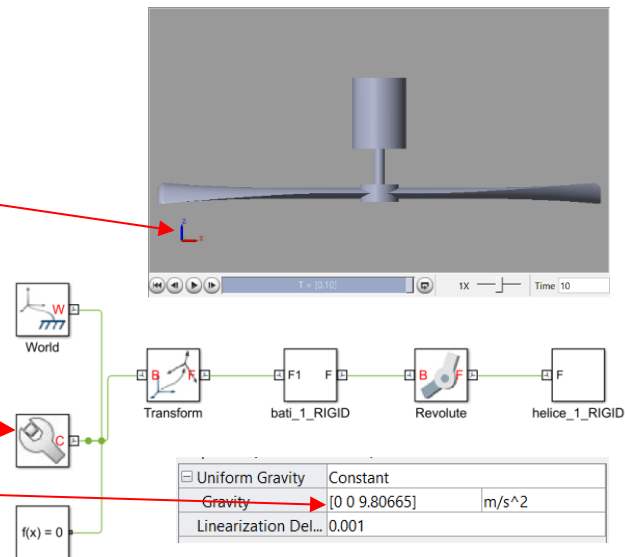 z
x
T = [0,10]
1X
Time 10
W
World
B F
Transform
F1 F
bati_1_RIGID
B F
Revolute
F
helice_1_RIGID
C
Uniform Gravity Constant
Gravity [0 0 9.80665] m/s^2
Linearization Del... 0.001
f(x) = 0